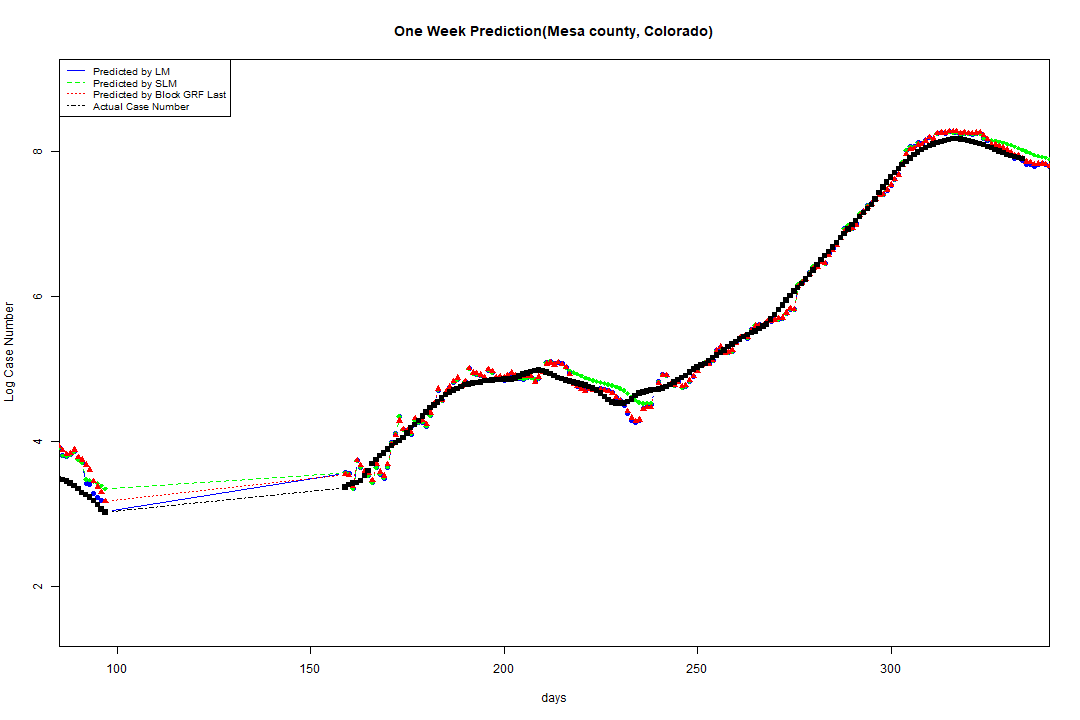 One Week Prediction(Mesa county, Colorado)
Predicted by LM
Predicted by SLM
Predicted by Block GRF Last
Actual Case Number
8
6
4
2
Log Case Number
100 150 200 250 300
days